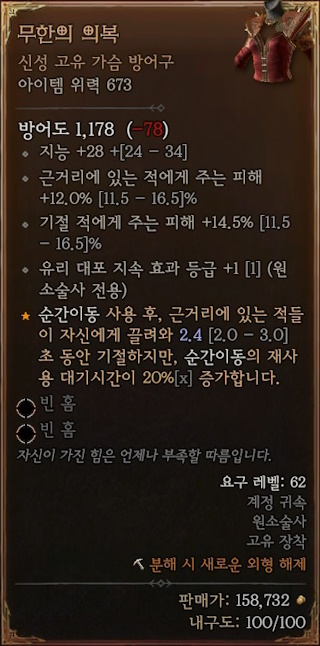 무한의 의복
신성 고유 가슴 방어구
아이템 위력 673
방어도 1,178 (-78)
지능 +28 +[24 - 34]
근거리에 있는 적에게 주는 피해
+12.0% [11.5 - 16.5]%
기절 적에게 주는 피해 +14.5% [11.5
- 16.5]%
유리 대포 지속 효과 등급 +1 [1] (원
소술사 전용)
순간이동 사용 후, 근거리에 있는 적들
이 자신에게 끌려와 2.4 [2.0 - 3.0]
초 동안 기절하지만, 순간이동의 재사
용 대기시간이 20%[x] 증가합니다.
빈 홈
빈 홈
자신이 가진 힘은 언제나 부족할 따름입니다.
요구 레벨: 62
계정 귀속
원소술사
고유 장착
분해 시 새로운 외형 해제
판매가: 158,732
내구도: 100/100